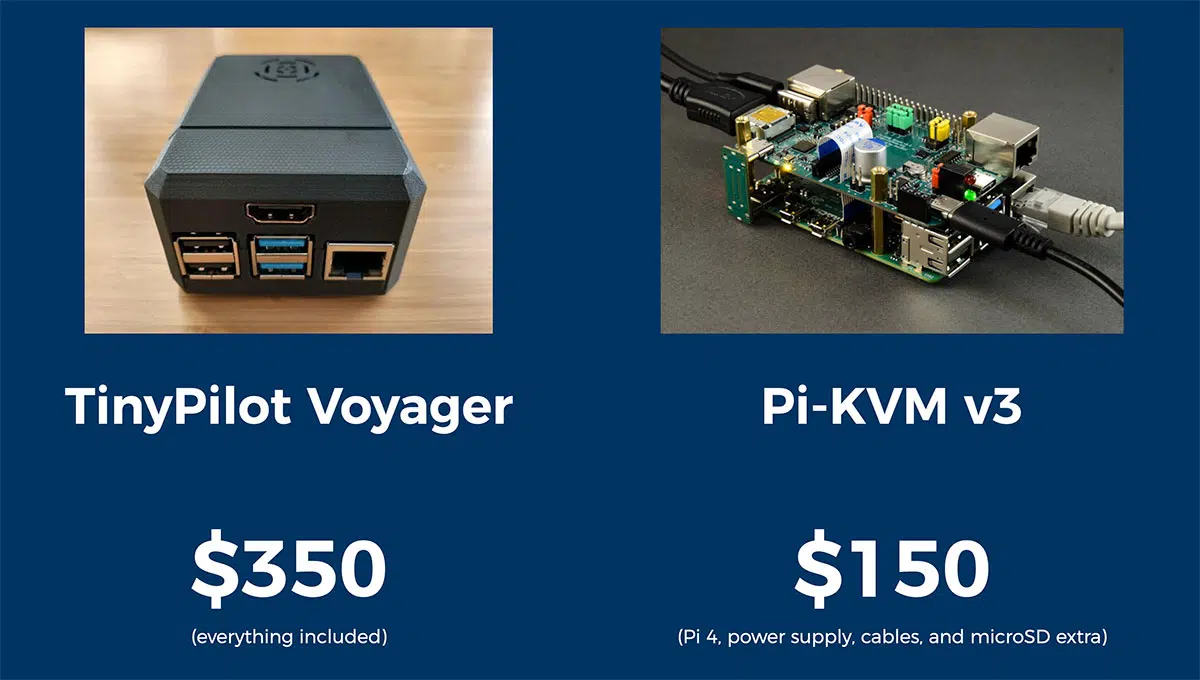 TinyPilot Voyager
Pi-KVM v3
$350
$150
(everything included)
(Pi 4, power supply, cables, and microSD extra)